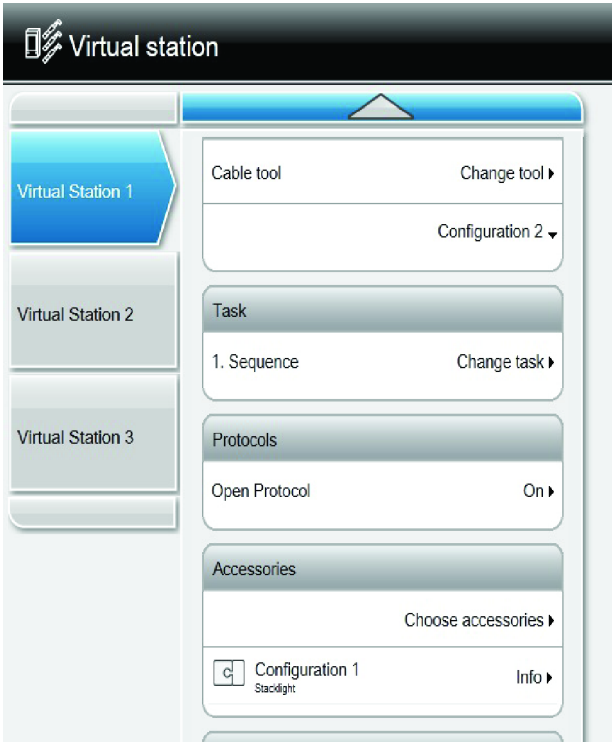 Virtual station
Virtual Station 1
Virtual Station 2
Virtual Station 3
Cable tool Change tool
Configuration 2
Task
1. Sequence Change task
Protocols
Open Protocol On
Accessories
Choose accessories
C Configuration 1 Info
Stacklight